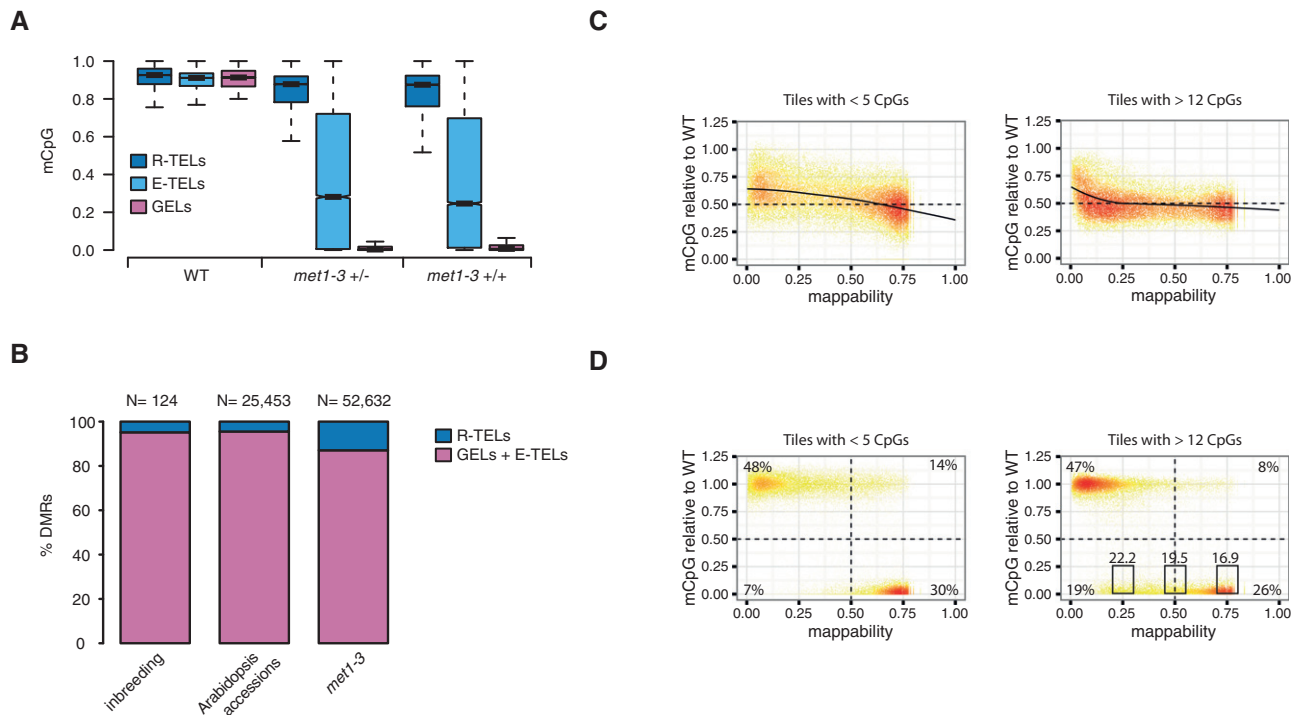 A
1.0
0.8
0.6
0.4
0.2
0.0
mCpG
R-TELs
E-TELs
GELs
WT
met1-3 +/-
met1-3 +/+
B
N= 124
N= 25,453
N= 52,632
100
80
60
40
20
0
% DMRs
R-TELs
GELs + E-TELs
inbreeding
Arabidopsis
accessions
met1-3
C
Tiles with < 5 CpGs
mCpG relative to WT
1.25
1.00
0.75
0.50
0.25
0.00
0.00 0.25 0.50 0.75 1.00
mappability
Tiles with > 12 CpGs
mCpG relative to WT
1.25
1.00
0.75
0.50
0.25
0.00
0.00 0.25 0.50 0.75 1.00
mappability
D
Tiles with < 5 CpGs
mCpG relative to WT
1.25
1.00
0.75
0.50
0.25
0.00
48% 14%
7% 30%
0.00 0.25 0.50 0.75 1.00
mappability
Tiles with > 12 CpGs
mCpG relative to WT
1.25
1.00
0.75
0.50
0.25
0.00
47% 8%
22.2 19.5 16.9
19% 26%
0.00 0.25 0.50 0.75 1.00
mappability